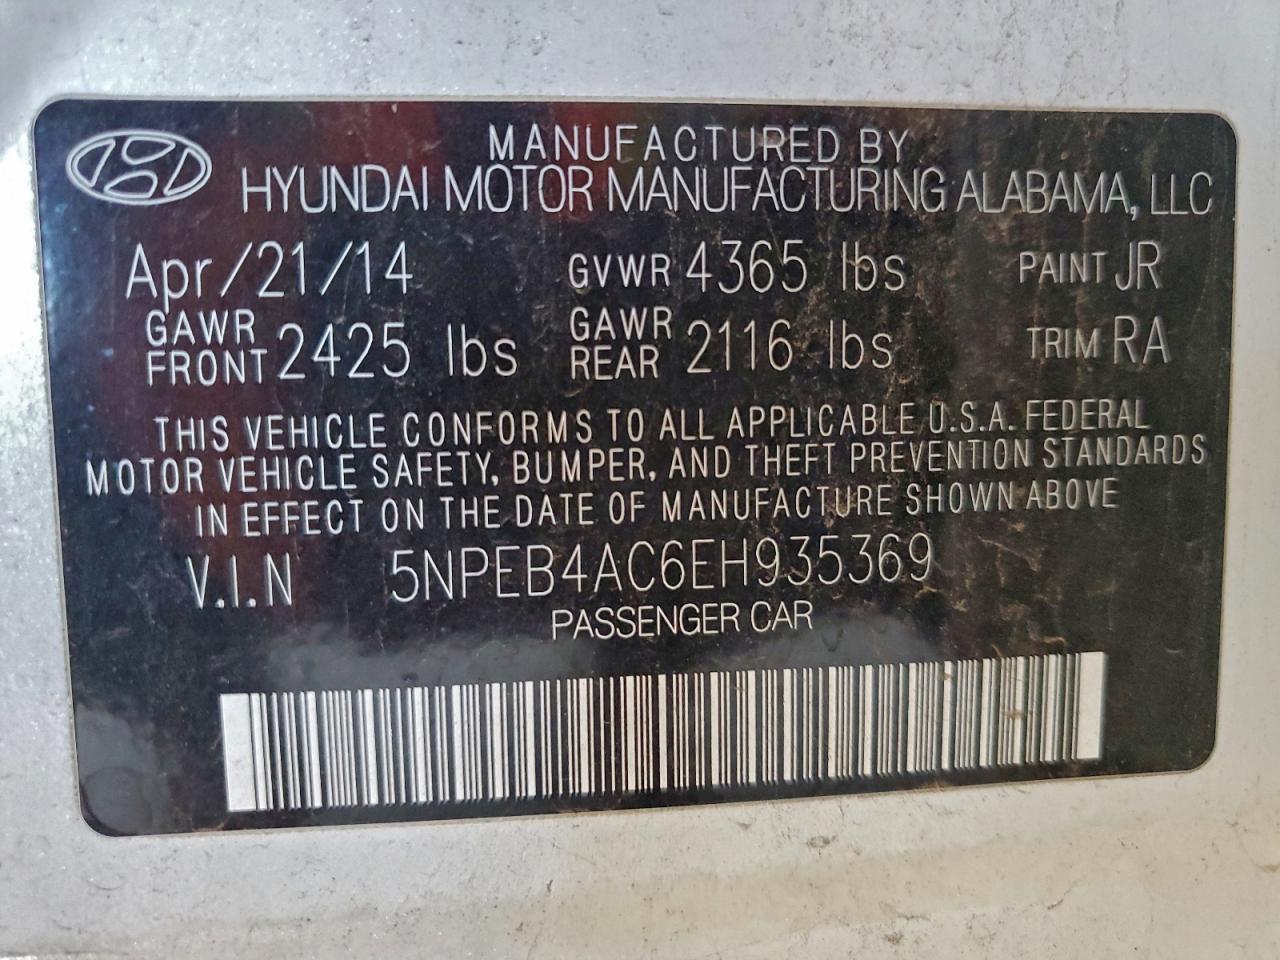 MANUFACTURED BY
HYUNDAI MOTOR MANUFACTURING ALABAMA, LLC
Apr/21/14 GVWR 4365 lbs PAINT JR
GAWR FRONT 2425 lbs GAWR REAR 2116 lbs TRIM RA
THIS VEHICLE CONFORMS TO ALL APPLICABLE U.S.A. FEDERAL
MOTOR VEHICLE SAFETY, BUMPER, AND THEFT PREVENTION STANDARDS
IN EFFECT ON THE DATE OF MANUFACTURE SHOWN ABOVE
V.I.N 5NPEB4AC6EH935369
PASSENGER CAR